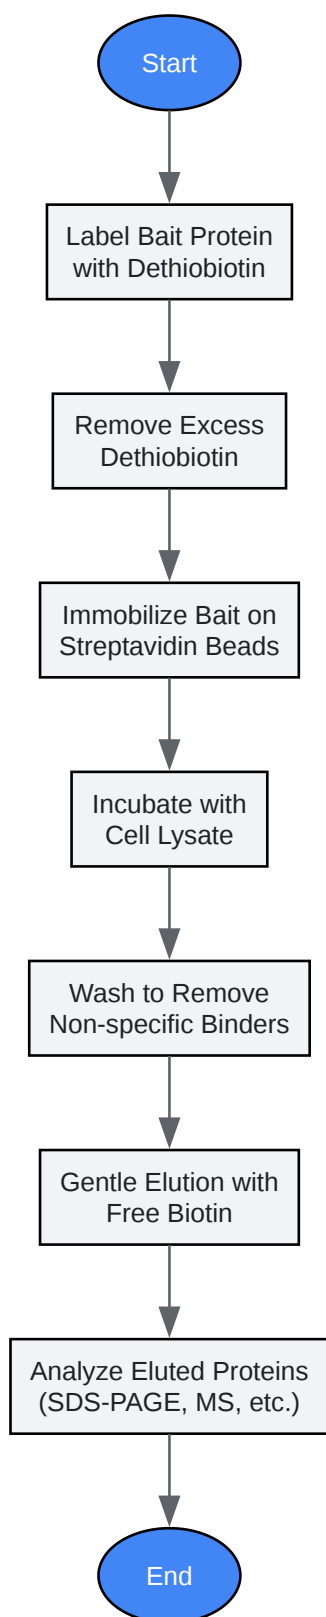 Start
Label Bait Protein
with Dethiobiotin
Remove Excess
Dethiobiotin
Immobilize Bait on
Streptavidin Beads
Incubate with
Cell Lysate
Wash to Remove
Non-specific Binders
Gentle Elution with
Free Biotin
Analyze Eluted Proteins
(SDS-PAGE, MS, etc.)
End